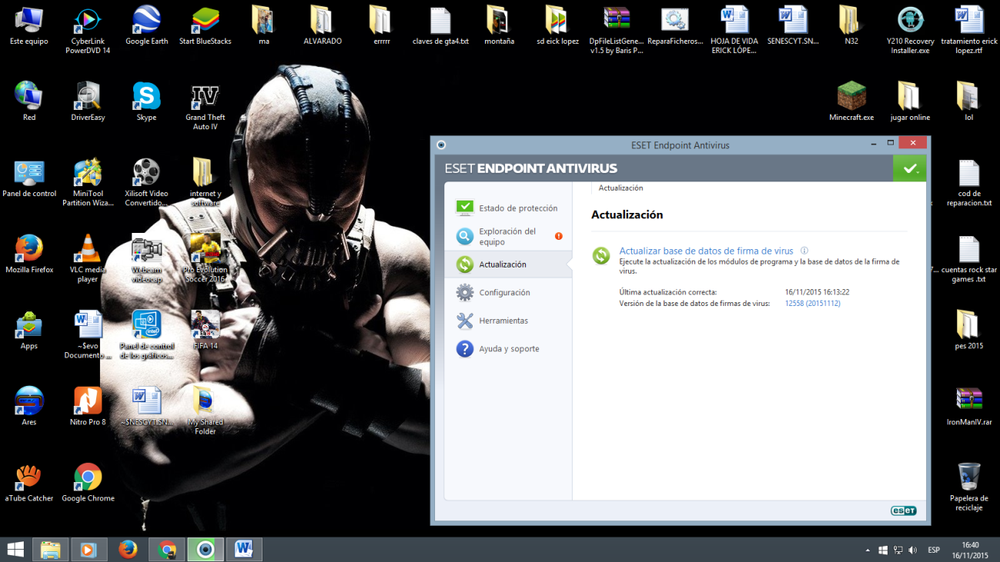 Este equipo
CyberLink
PowerDVD 14
Google Earth
Start BlueStacks
ma
ALVARADO
errrrr
claves de gta4.txt
montaña
sd eick lopez
DpFileListGene...
v1.5 by Baris P...
ReparaFicheros...
HOJA DE VIDA
ERICK LÓPE...
SENESCYT.SN...
N32
Y210 Recovery
Installer.exe
tratamiento erick
lopez.rtf
Red
DriverEasy
Skype
IV
Grand Theft
Auto IV
Minecraft.exe
jugar online
lol
Panel de control
MiniTool
Partition Wiza...
Xilisoft Video
Convertido...
internet y
software
cod de
reparacion.txt
Mozilla Firefox
VLC media
player
Webcam
videocap
Pro Evolution
Soccer 2016
7...
cuentas rock star
games .txt
Apps
~$evo
Documento ...
Panel de control
de los gráficos...
FIFA 14
pes 2015
Ares
Nitro Pro 8
~$NESCYT.SN...
My Shared
Folder
IronManIV.rar
aTube Catcher
Google Chrome
Papelera de
reciclaje
ESET Endpoint Antivirus
ESET ENDPOINT ANTIVIRUS
Estado de protección
Exploración del
equipo
Actualización
Configuración
Herramientas
Ayuda y soporte
Actualización
Actualización
Actualizar base de datos de firma de virus
Ejecute la actualización de los módulos de programa y la base de datos de la firma de
virus.
Última actualización correcta: 16/11/2015 16:13:22
Versión de la base de datos de firmas de virus: 12558 (20151112)
eset
ESP
16:40
16/11/2015